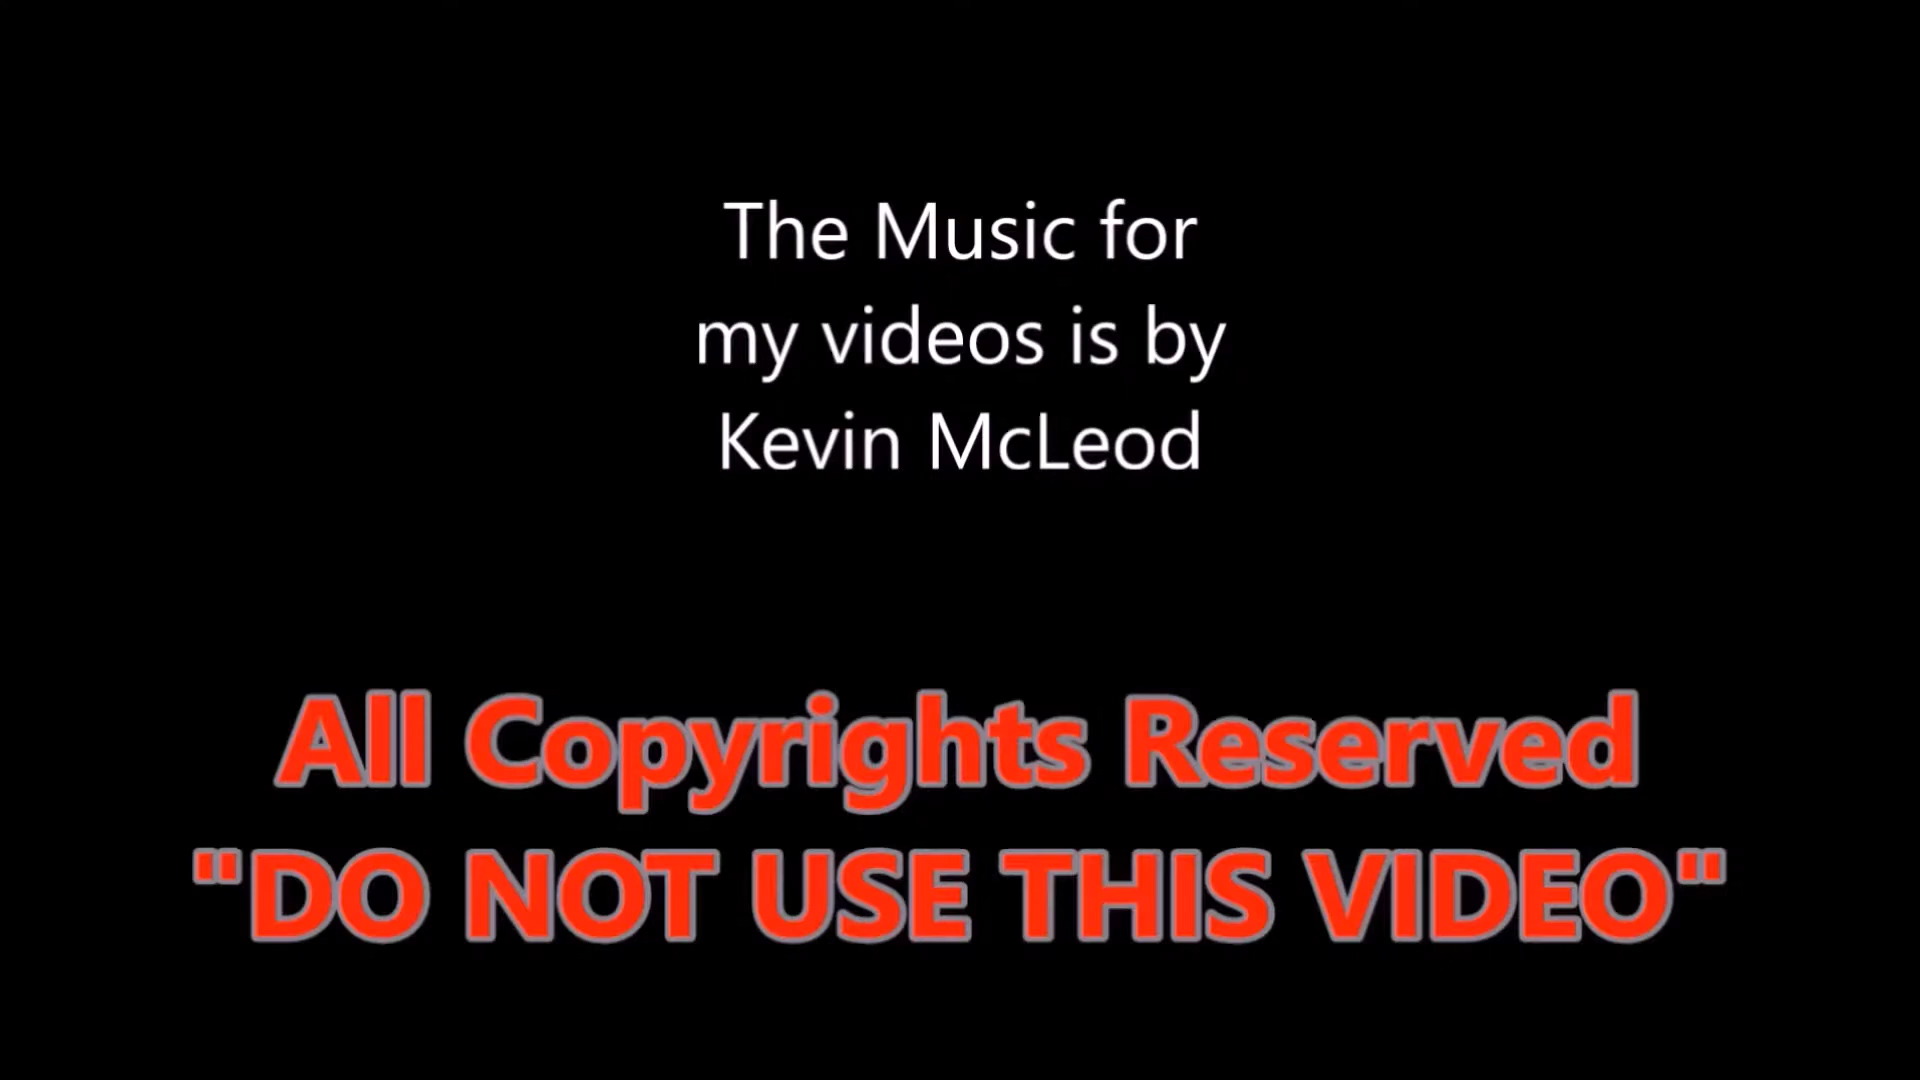 The Music for
my videos is by
Kevin McLeod
All Copyrights Reserved
"DO NOT USE THIS VIDEO"